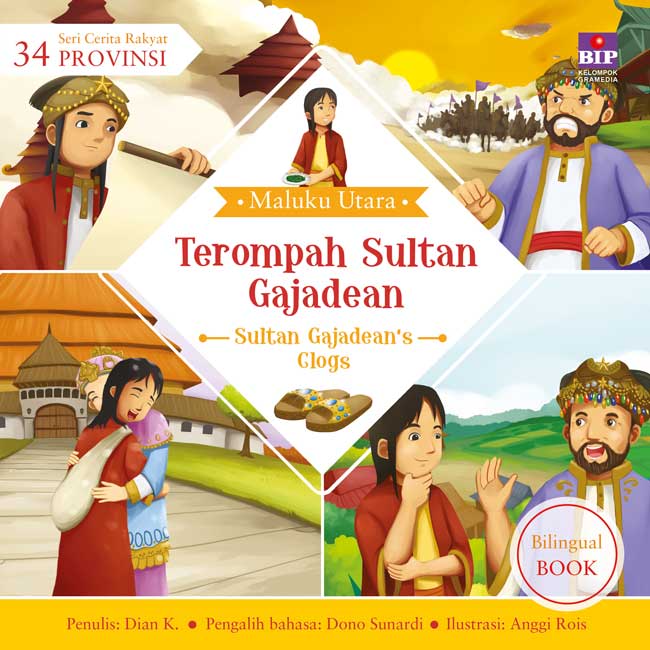 Seri Cerita Rakyat
34 PROVINSI
BIP
KELOMPOK
GRAMEDIA
• Maluku Utara •
Terompah Sultan
Gajadean
Sultan Gajadean's
Clogs
Bilingual
BOOK
Penulis: Dian K. • Pengalih bahasa: Dono Sunardi • Ilustrasi: Anggi Rois